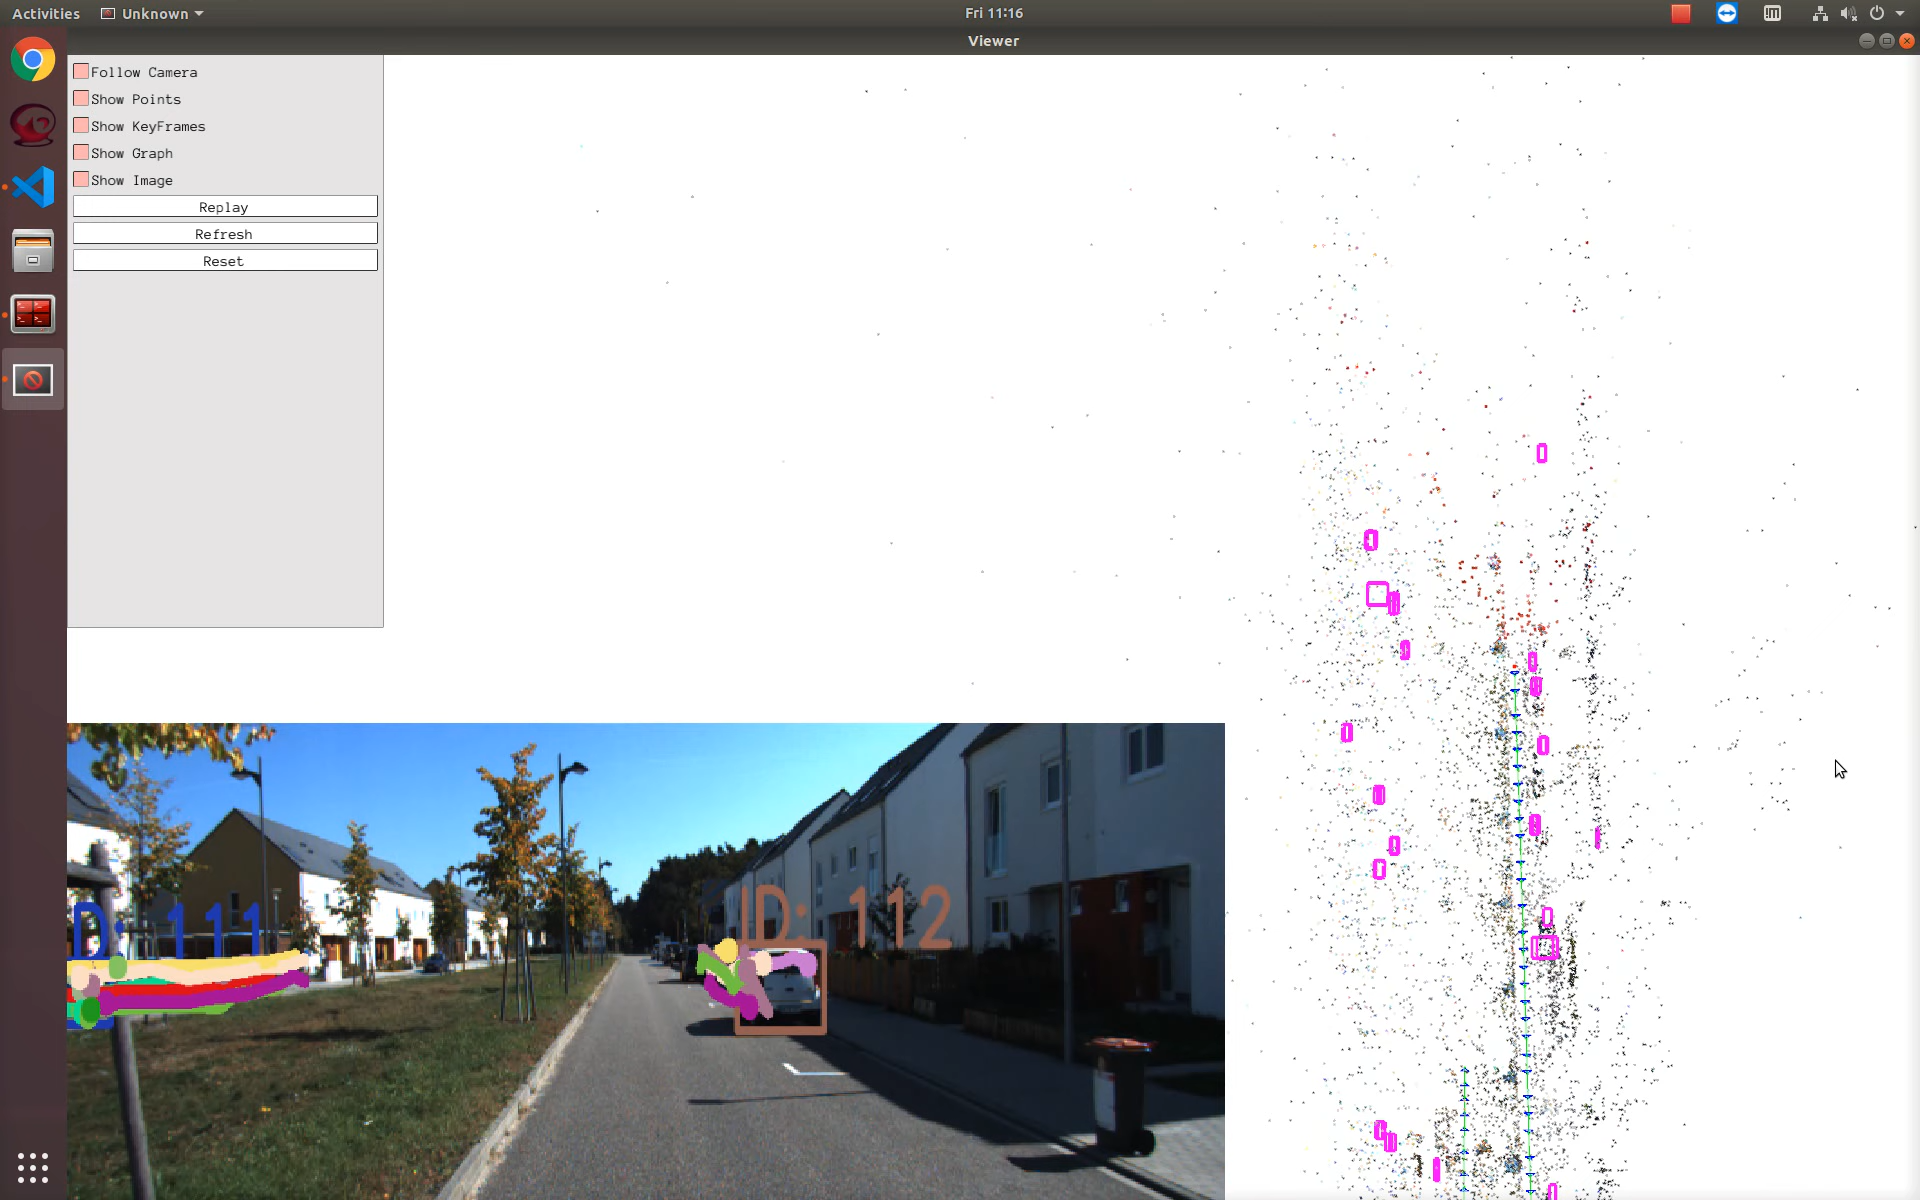 Activities
Unknown
Fri 11:16
Viewer
Follow Camera
Show Points
Show KeyFrames
Show Graph
Show Image
Replay
Refresh
Reset
D: 111
ID: 112